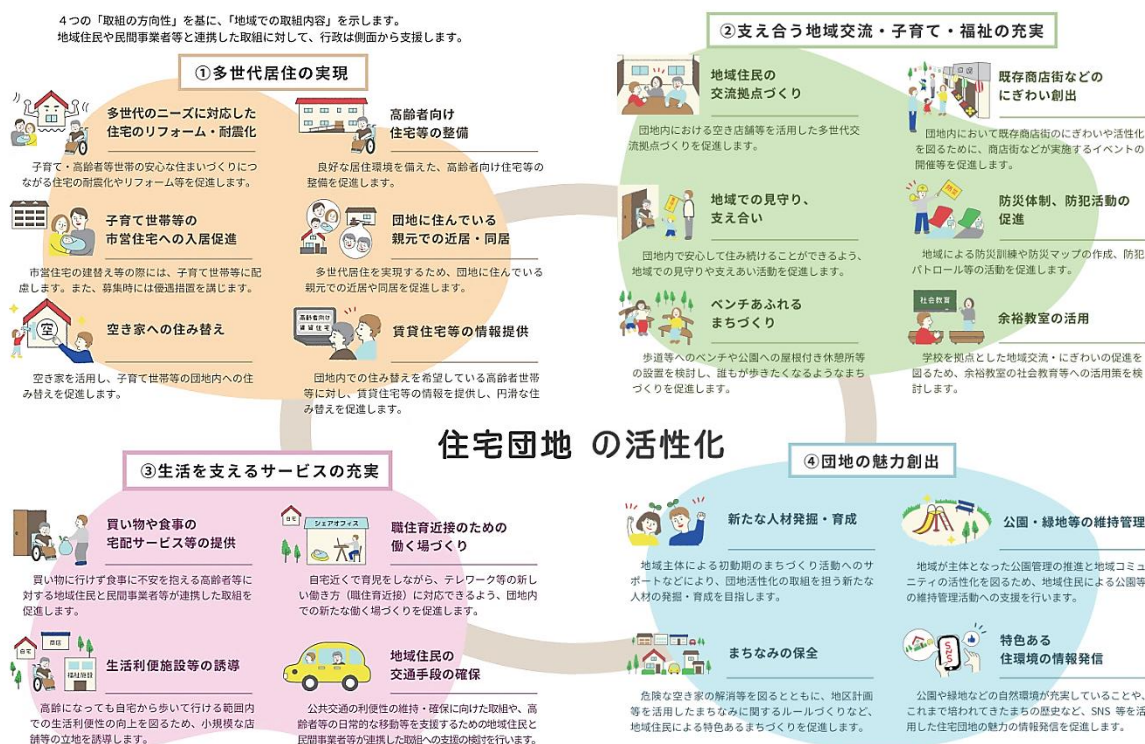 ４つの「取組の方向性」を基に、「地域での取組内容」を示します。
地域住民や民間事業者等と連携した取組に対して、行政は側面から支援します。
①多世代居住の実現
多世代のニーズに対応した
住宅のリフォーム・耐震化
子育て・高齢者等世帯の安心な住まいづくりにつ
ながる住宅の耐震化やリフォーム等を促進します。
高齢者向け
住宅等の整備
良好な居住環境を備えた、高齢者向け住宅等の
整備を促進します。
子育て世帯等の
市営住宅への入居促進
市営住宅の建替え等の際には、子育て世帯等に配
慮します。また、募集時には優遇措置を講じます。
団地に住んでいる
親元での近居・同居
多世代居住を実現するため、団地に住んでいる
親元での近居や同居を促進します。
空
空き家への住み替え
空き家を活用し、子育て世帯等の団地内への住
み替えを促進します。
高齢者向け
賃貸住宅
賃貸住宅等の情報提供
団地内での住み替えを希望している高齢者世帯
等に対し、賃貸住宅等の情報を提供し、円滑な住
み替えを促進します。
②支え合う地域交流・子育て・福祉の充実
地域住民の
交流拠点づくり
団地内における空き店舗等を活用した多世代交
流拠点づくりを促進します。
既存商店街などの
にぎわい創出
団地内において既存商店街のにぎわいや活性化
を図るために、商店街などが実施するイベントの
開催等を促進します。
地域での見守り、
支え合い
団地内で安心して住み続けることができるよう、
地域での見守りや支えあい活動を促進します。
防災体制、防犯活動の
促進
地域による防災訓練や防災マップの作成、防犯
パトロール等の活動を促進します。
ベンチあふれる
まちづくり
歩道等へのベンチや公園への屋根付き休憩所等
の設置を検討し、誰もが歩きたくなるようなまち
づくりを促進します。
社会教育
余裕教室の活用
学校を拠点とした地域交流・にぎわいの促進を
図るため、余裕教室の社会教育等への活用策を検
討します。
住宅団地 の活性化
③生活を支えるサービスの充実
買い物や食事の
宅配サービス等の提供
買い物に行けず食事に不安を抱える高齢者等に
対する地域住民と民間事業者等が連携した取組を
促進します。
自宅
シェアオフィス
職住育近接のための
働く場づくり
自宅近くで育児をしながら、テレワーク等の新し
い働き方（職住育近接）に対応できるよう、団地内
での新たな働く場づくりを促進します。
自宅
商店
福祉施設
生活利便施設等の誘導
高齢になっても自宅から歩いて行ける範囲内
での生活利便性の向上を図るため、小規模な店
舗等の立地を誘導します。
地域住民の
交通手段の確保
公共交通の利便性の維持・確保に向けた取組や、高
齢者等の日常的な移動等を支援するための地域住民と
民間事業者等が連携した取組への支援の検討を行います。
④団地の魅力創出
新たな人材発掘・育成
地域主体による初動期のまちづくり活動へのサ
ポートなどにより、団地活性化の取組を担う新たな
人材の発掘・育成を目指します。
公園・緑地等の維持管理
地域が主体となった公園管理の推進と地域コミュ
ニティの活性化を図るため、地域住民による公園等
の維持管理活動への支援を行います。
まちなみの保全
危険な空き家の解消等を図るとともに、地区計画
等を活用したまちなみに関するルールづくりなど、
地域住民による特色あるまちづくりを促進します。
SNS
特色ある
住環境の情報発信
公園や緑地などの自然環境が充実していることや、
これまで培われてきたまちの歴史など、SNS 等を活
用した住宅団地の魅力の情報発信を促進します。